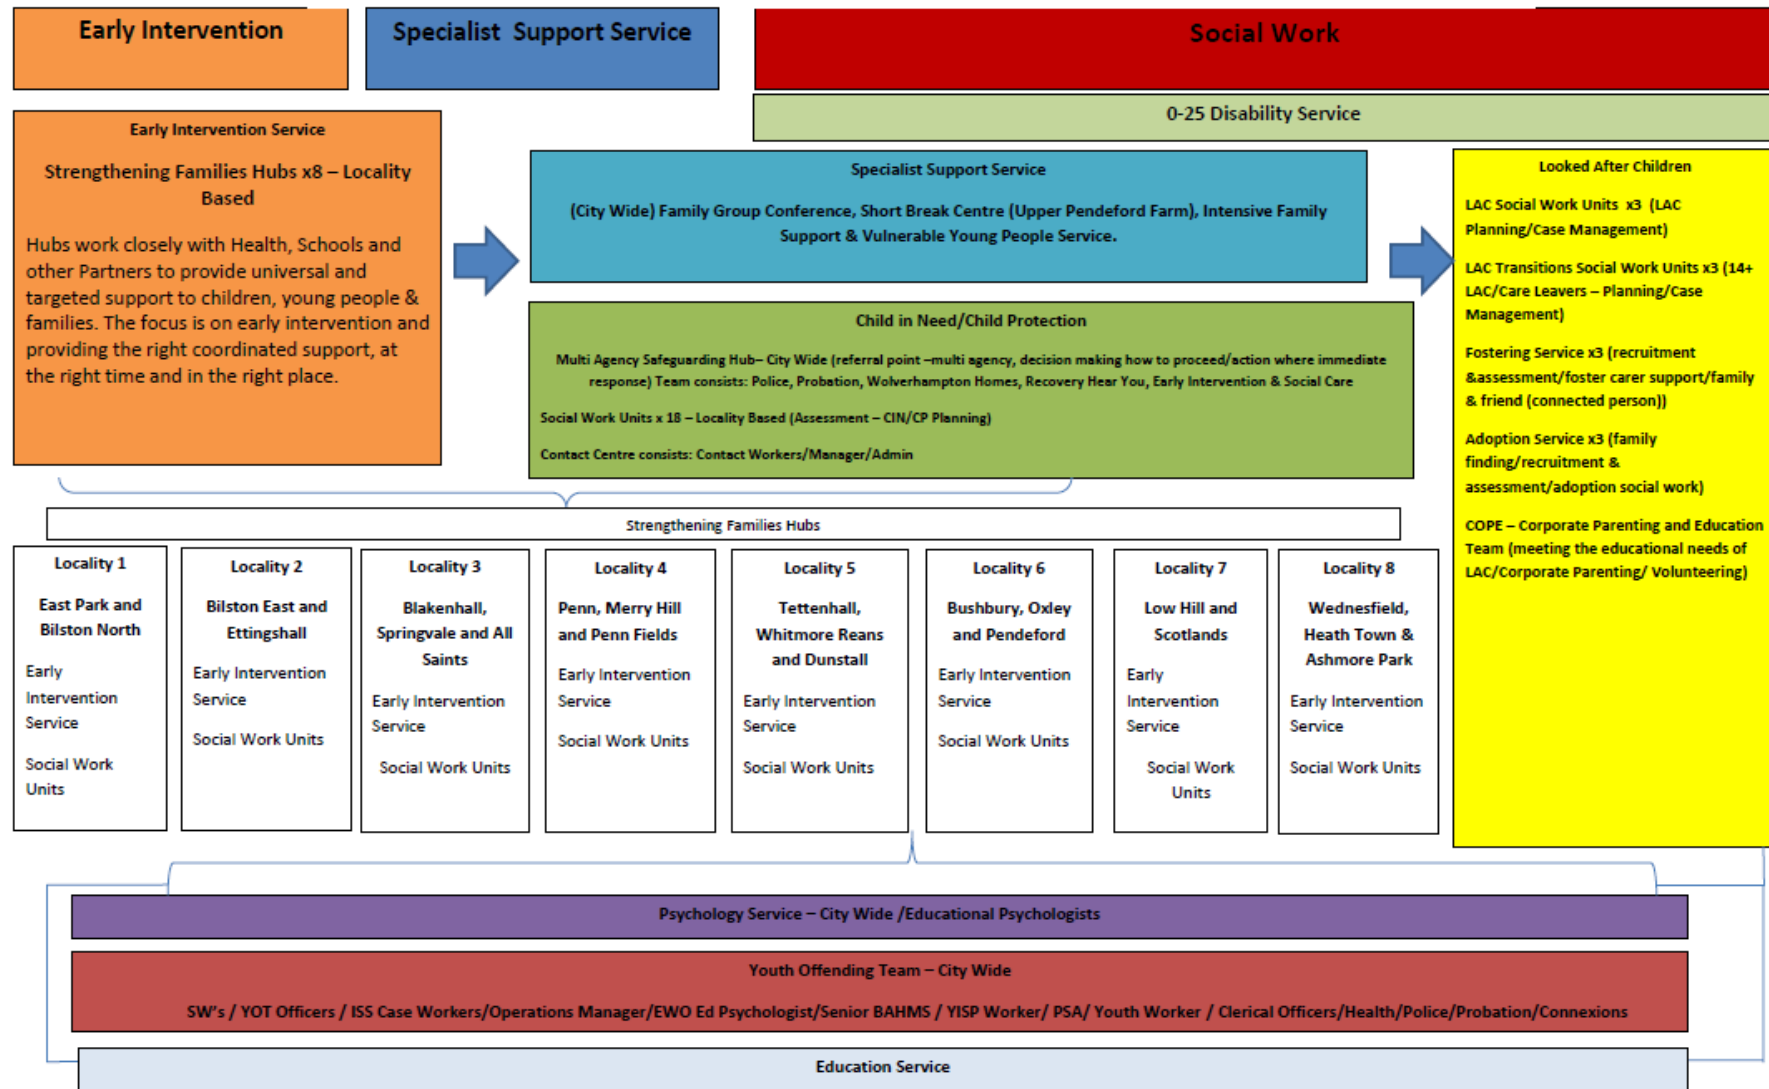 Early Intervention
Specialist  Support Service
Social Work
0-25 Disability Service
Early Intervention Service
Strengthening Families Hubs x8 – Locality
Based
Hubs work closely with Health, Schools and
other Partners to provide universal and
targeted support to children, young people &
families. The focus is on early intervention and
providing the right coordinated support, at
the right time and in the right place.
Specialist Support Service
(City Wide) Family Group Conference, Short Break Centre (Upper Pendeford Farm), Intensive Family
Support & Vulnerable Young People Service.
Child in Need/Child Protection
Multi Agency Safeguarding Hub– City Wide (referral point –multi agency, decision making how to proceed/action where immediate
response) Team consists: Police, Probation, Wolverhampton Homes, Recovery Hear You, Early Intervention & Social Care
Social Work Units x 18 – Locality Based (Assessment – CIN/CP Planning)
Contact Centre consists: Contact Workers/Manager/Admin
Looked After Children
LAC Social Work Units  x3  (LAC
Planning/Case Management)
LAC Transitions Social Work Units x3 (14+
LAC/Care Leavers – Planning/Case
Management)
Fostering Service x3 (recruitment
&assessment/foster carer support/family
& friend (connected person))
Adoption Service x3 (family
finding/recruitment &
assessment/adoption social work)
COPE – Corporate Parenting and Education
Team (meeting the educational needs of
LAC/Corporate Parenting/ Volunteering)
Strengthening Families Hubs
Locality 1
East Park and
Bilston North
Early
Intervention
Service
Social Work
Units
Locality 2
Bilston East and
Ettingshall
Early Intervention
Service
Social Work Units
Locality 3
Blakenhall,
Springvale and All
Saints
Early Intervention
Service
Social Work Units
Locality 4
Penn, Merry Hill
and Penn Fields
Early Intervention
Service
Social Work Units
Locality 5
Tettenhall,
Whitmore Reans
and Dunstall
Early Intervention
Service
Social Work Units
Locality 6
Bushbury, Oxley
and Pendeford
Early Intervention
Service
Social Work Units
Locality 7
Low Hill and
Scotlands
Early
Intervention
Service
Social Work
Units
Locality 8
Wednesfield,
Heath Town &
Ashmore Park
Early Intervention
Service
Social Work Units
Psychology Service – City Wide /Educational Psychologists
Youth Offending Team – City Wide
SW's / YOT Officers / ISS Case Workers/Operations Manager/EWO Ed Psychologist/Senior BAHMS / YISP Worker/ PSA/ Youth Worker / Clerical Officers/Health/Police/Probation/Connexions
Education Service